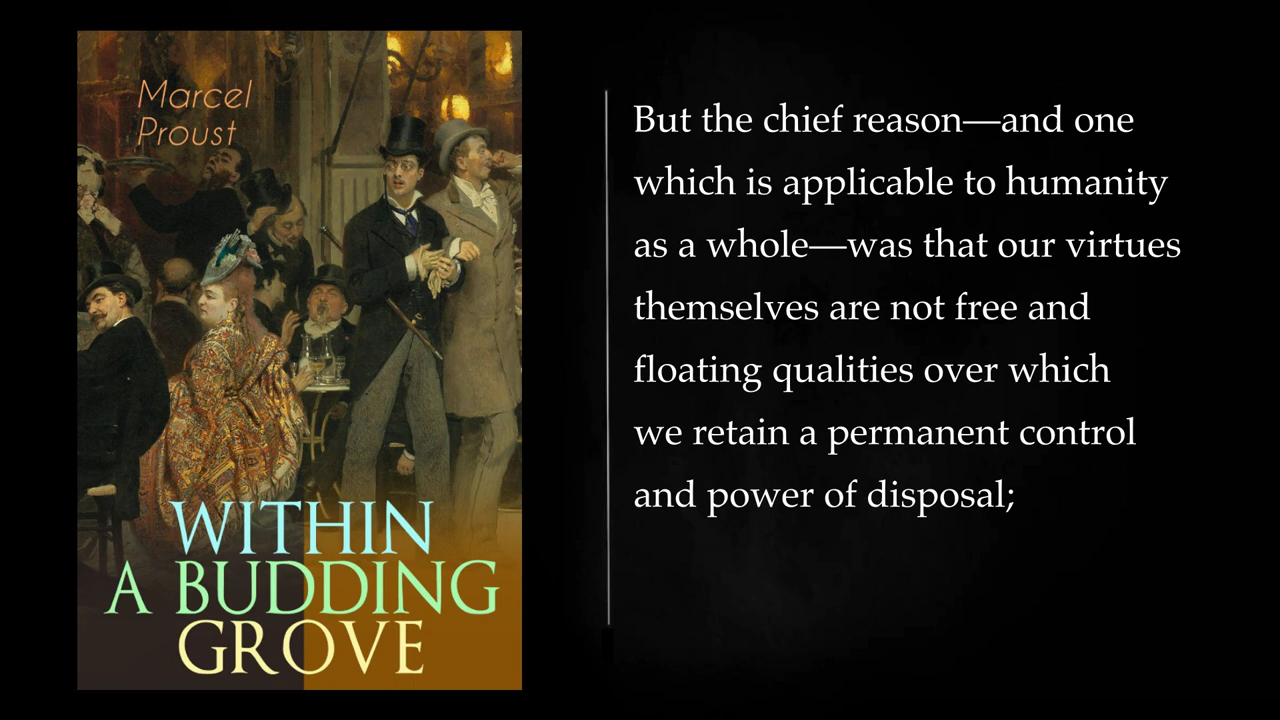 Marcel
Proust
WITHIN
A BUDDING
GROVE
But the chief reason—and one
which is applicable to humanity
as a whole—was that our virtues
themselves are not free and
floating qualities over which
we retain a permanent control
and power of disposal;